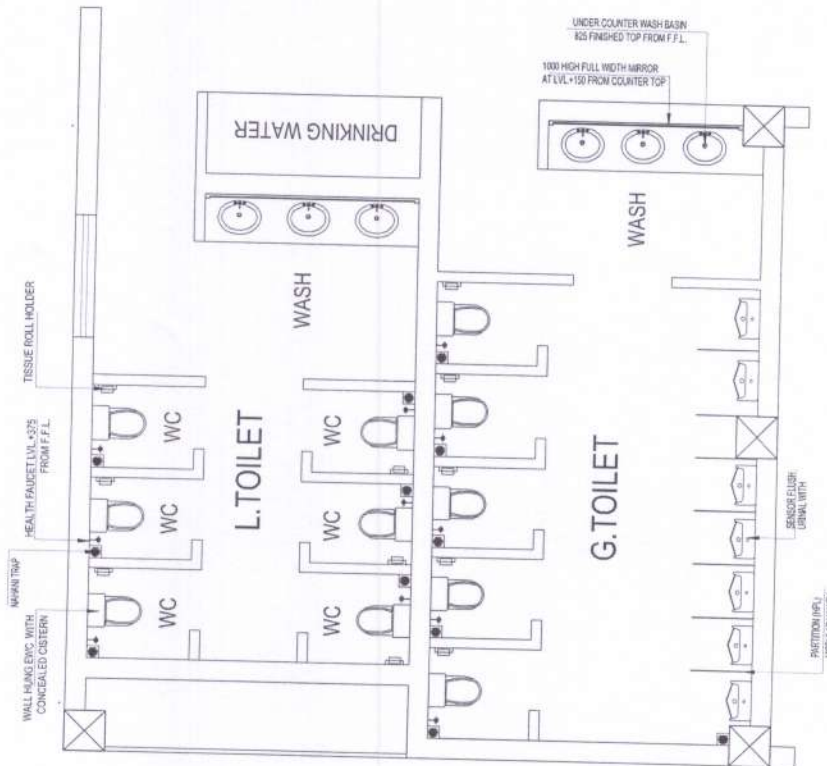 UNDER COUNTER WASH BASIN
825 FINISHED TOP FROM F.F.L.
1000 HIGH FULL WIDTH MIRROR
AT LVL.+150 FROM COUNTER TOP
DRINKING WATER
WASH
WASH
TISSUE ROLL HOLDER
HEALTH FAUCET LVL.+375
FROM F.F.L.
NAHANI TRAP
WALL HUNG EWC WITH
CONCEALED CISTERN
WC
WC
WC
L.TOILET
WC
WC
WC
G.TOILET
SENSOR FLUSH
URINAL WITH
PARTITION (HPL)